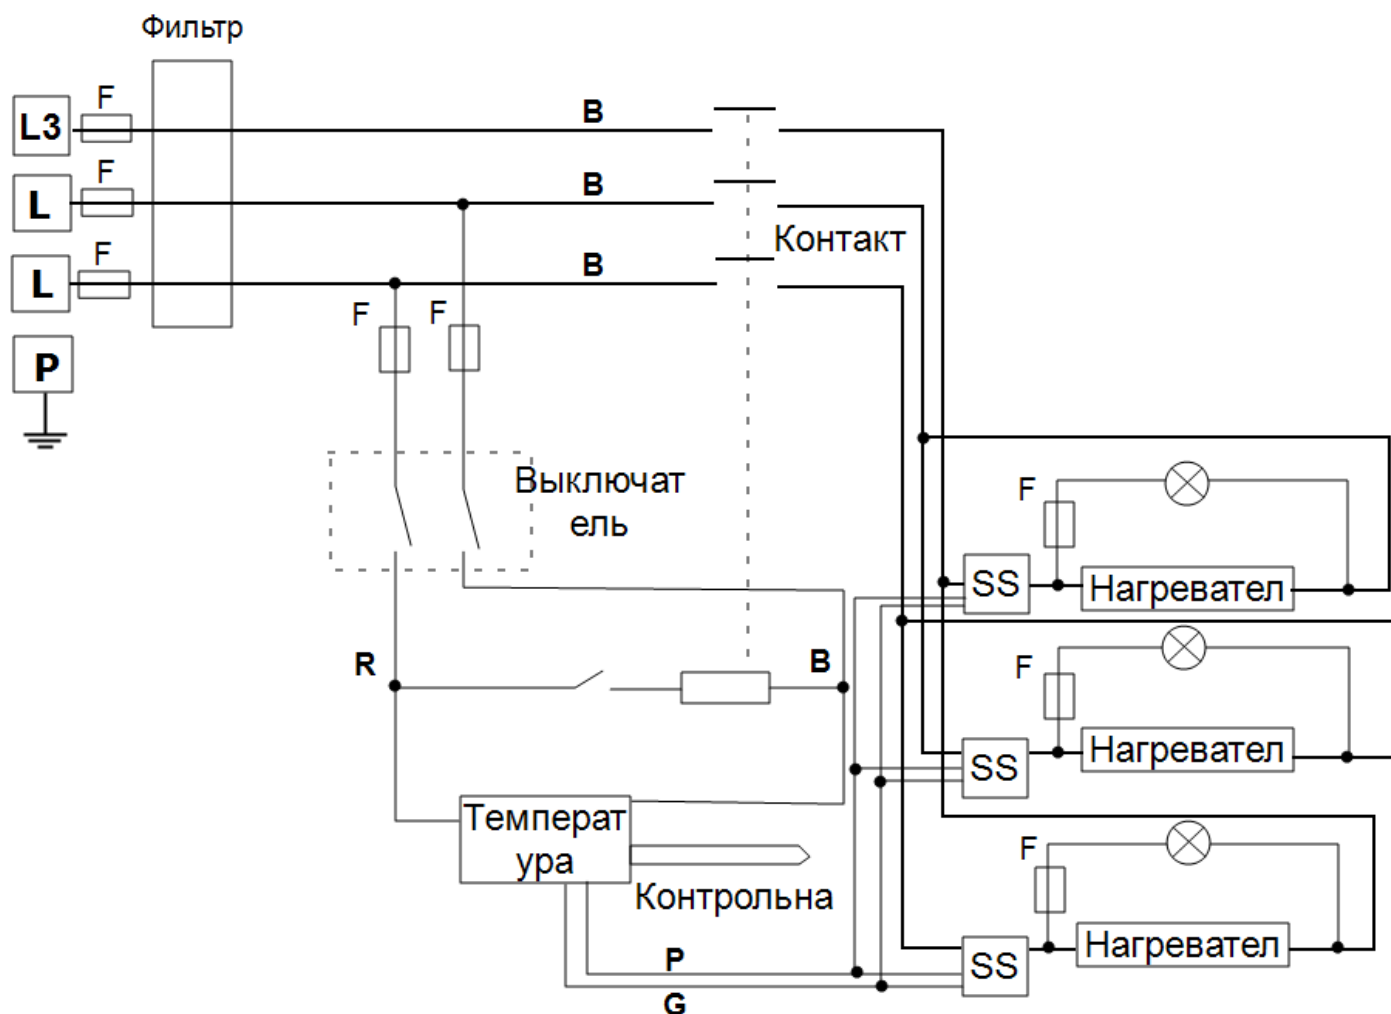 Фильтр
F
L3
B
F
L
B
F
L
B
Контакт
F
F
P
Выключат
ель
F
SS
Нагревател
R
B
F
SS
Нагревател
Температ
ура
Контрольна
F
SS
Нагревател
P
G